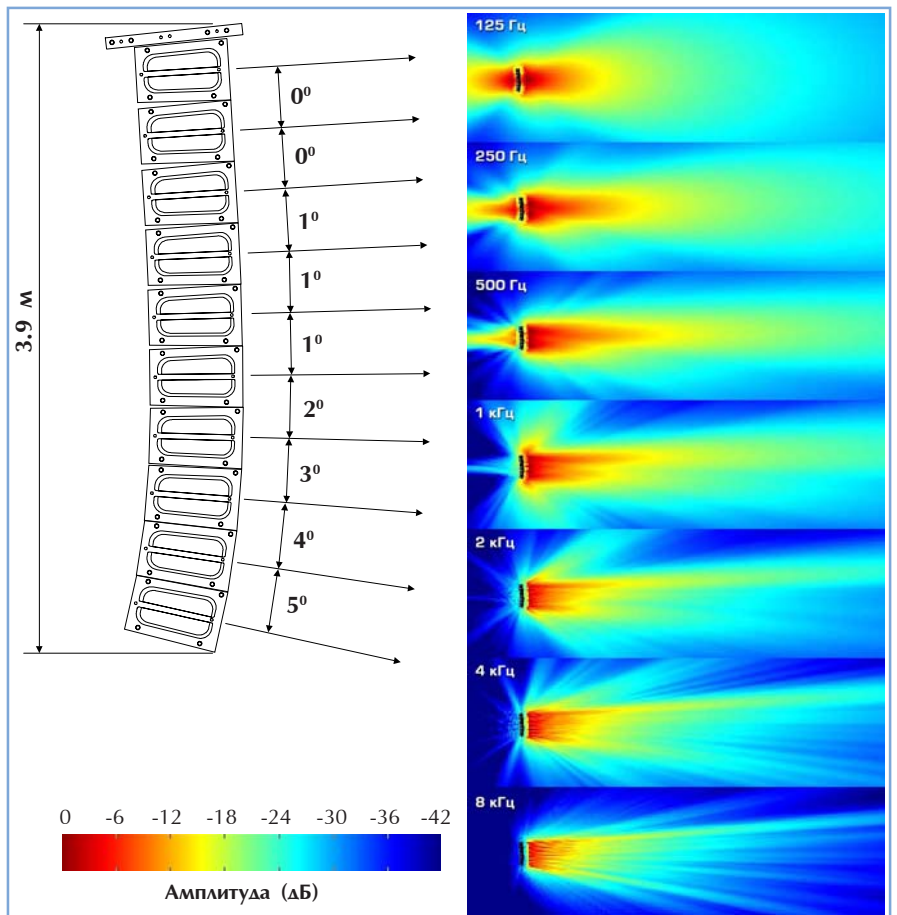 3.9 м
0⁰
0⁰
1⁰
1⁰
1⁰
2⁰
3⁰
4⁰
5⁰
0 -6 -12 -18 -24 -30 -36 -42
Амплитуда (дБ)
125 Гц
250 Гц
500 Гц
1 кГц
2 кГц
4 кГц
8 кГц